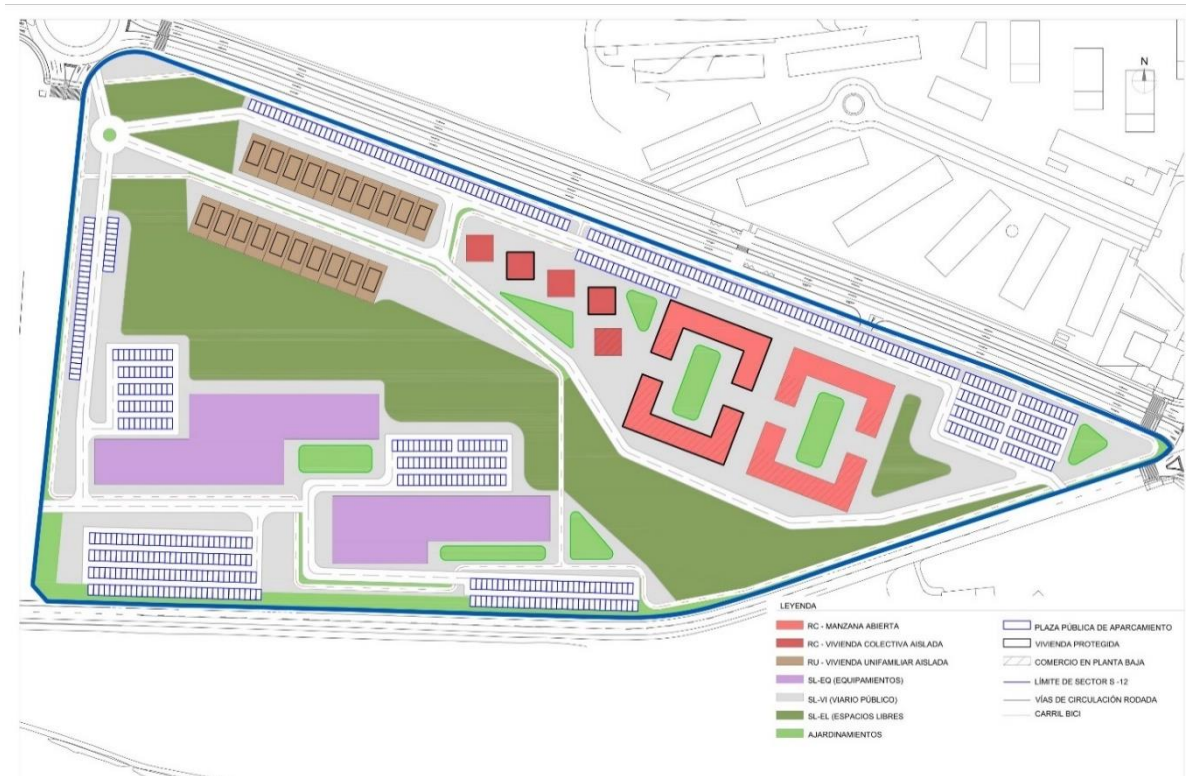 N
LEYENDA
RC - MANZANA ABIERTA
RC - VIVIENDA COLECTIVA AISLADA
RU - VIVIENDA UNIFAMILIAR AISLADA
SL-EQ (EQUIPAMIENTOS)
SL-VI (VIARIO PÚBLICO)
SL-EL (ESPACIOS LIBRES
AJARDINAMIENTOS
PLAZA PÚBLICA DE APARCAMIENTO
VIVIENDA PROTEGIDA
COMERCIO EN PLANTA BAJA
LÍMITE DE SECTOR S -12
VÍAS DE CIRCULACIÓN RODADA
CARRIL BICI